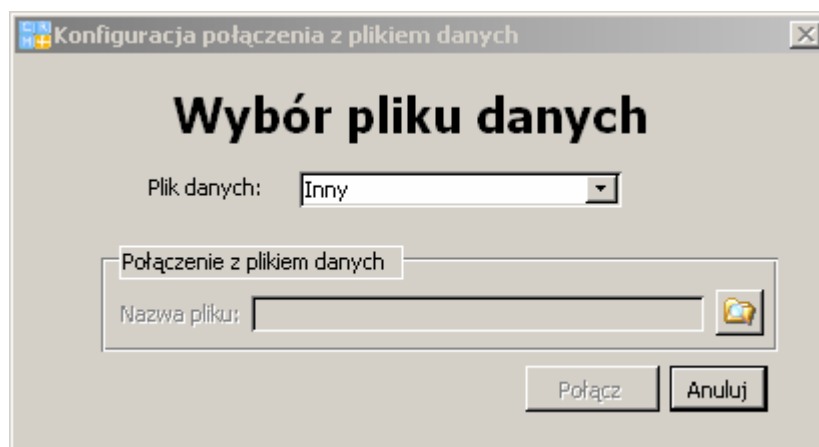 Konfiguracja połączenia z plikiem danych
Wybór pliku danych
Plik danych: Inny
Połączenie z plikiem danych
Nazwa pliku:
Połącz Anuluj